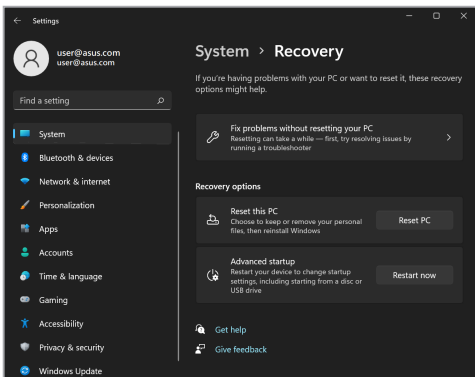 Settings
user@asus.com
user@asus.com
Find a setting
System
Bluetooth & devices
Network & internet
Personalization
Apps
Accounts
Time & language
Gaming
Accessibility
Privacy & security
Windows Update
System > Recovery
If you're having problems with your PC or want to reset it, these recovery
options might help.
Fix problems without resetting your PC
Resetting can take a while — first, try resolving issues by
running a troubleshooter
Recovery options
Reset this PC
Choose to keep or remove your personal
files, then reinstall Windows
Reset PC
Advanced startup
Restart your device to change startup
settings, including starting from a disc or
USB drive
Restart now
Get help
Give feedback